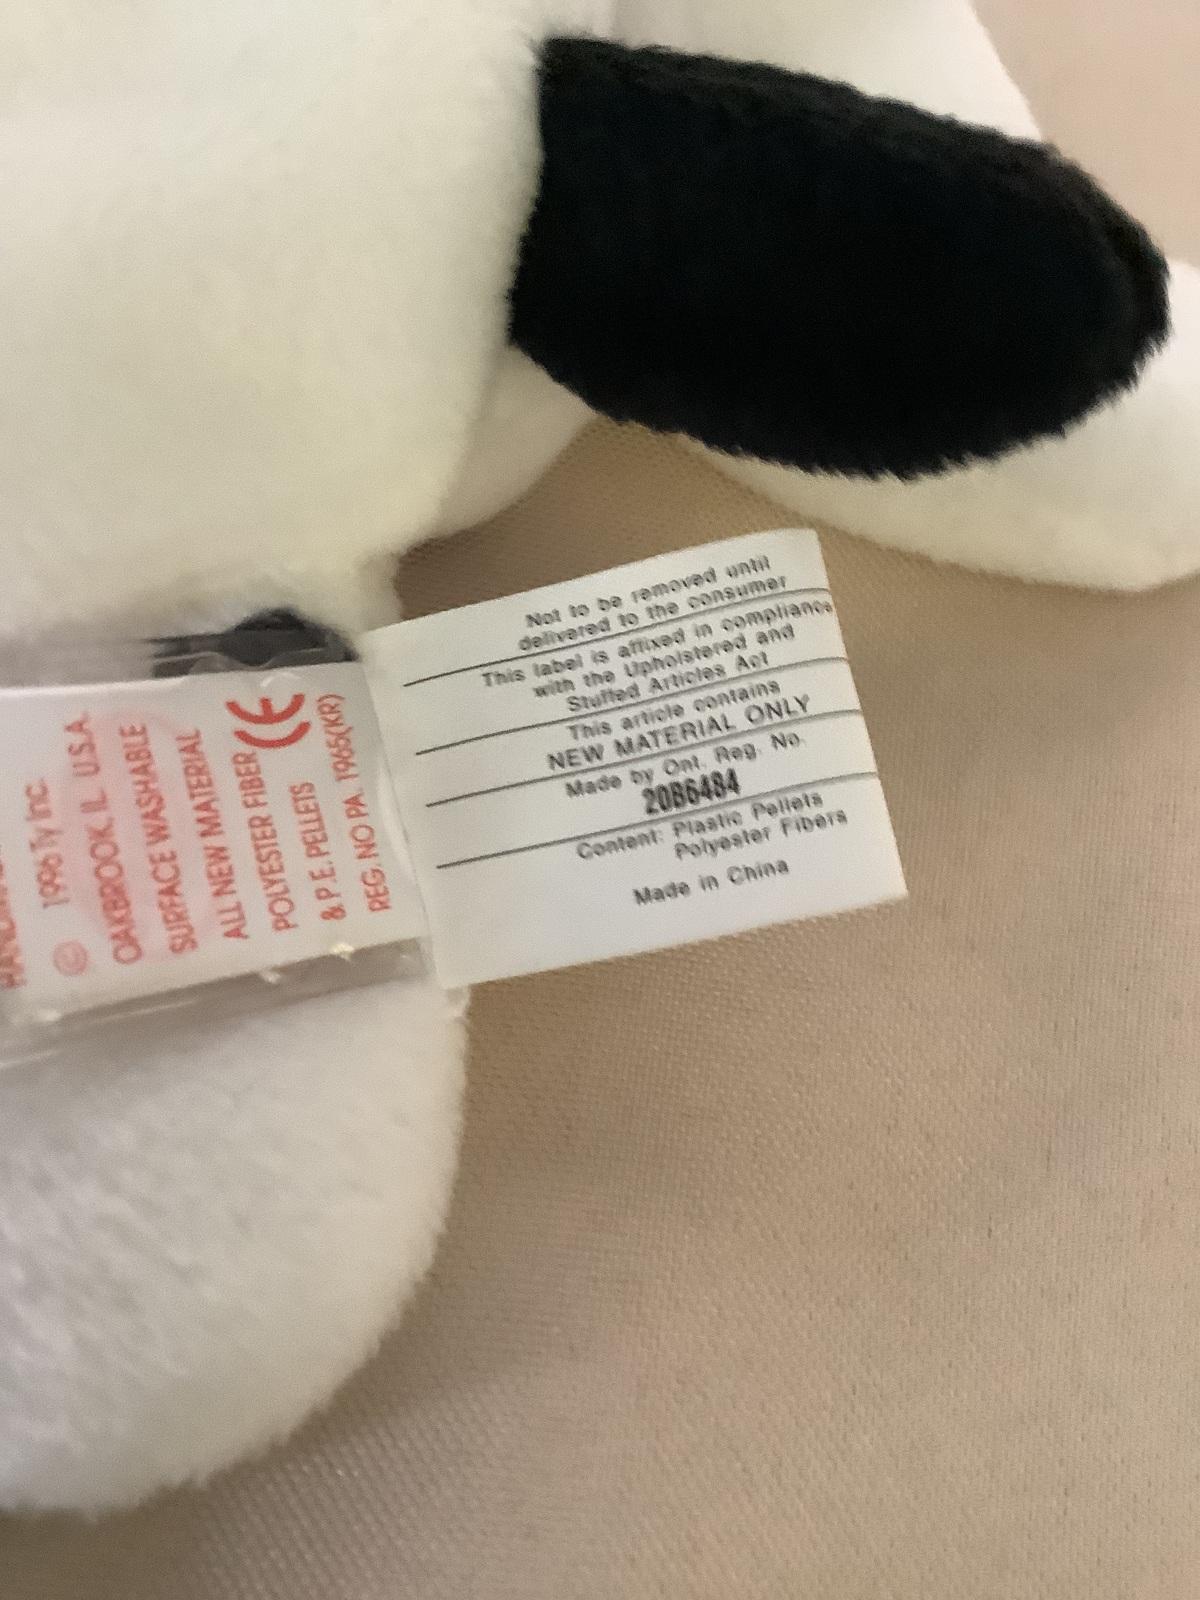 © 1996 Ty Inc.
OAKBROOK, IL U.S.A.
SURFACE WASHABLE
ALL NEW MATERIAL
POLYESTER FIBER CE
& P.E. PELLETS
REG. NO PA. 1965(KR)
Not to be removed until
delivered to the consumer
This label is affixed in compliance
with the Upholstered and
Stuffed Articles Act
This article contains
NEW MATERIAL ONLY
Made by Ont. Reg. No.
20B6484
Content: Plastic Pellets
Polyester Fibers
Made in China